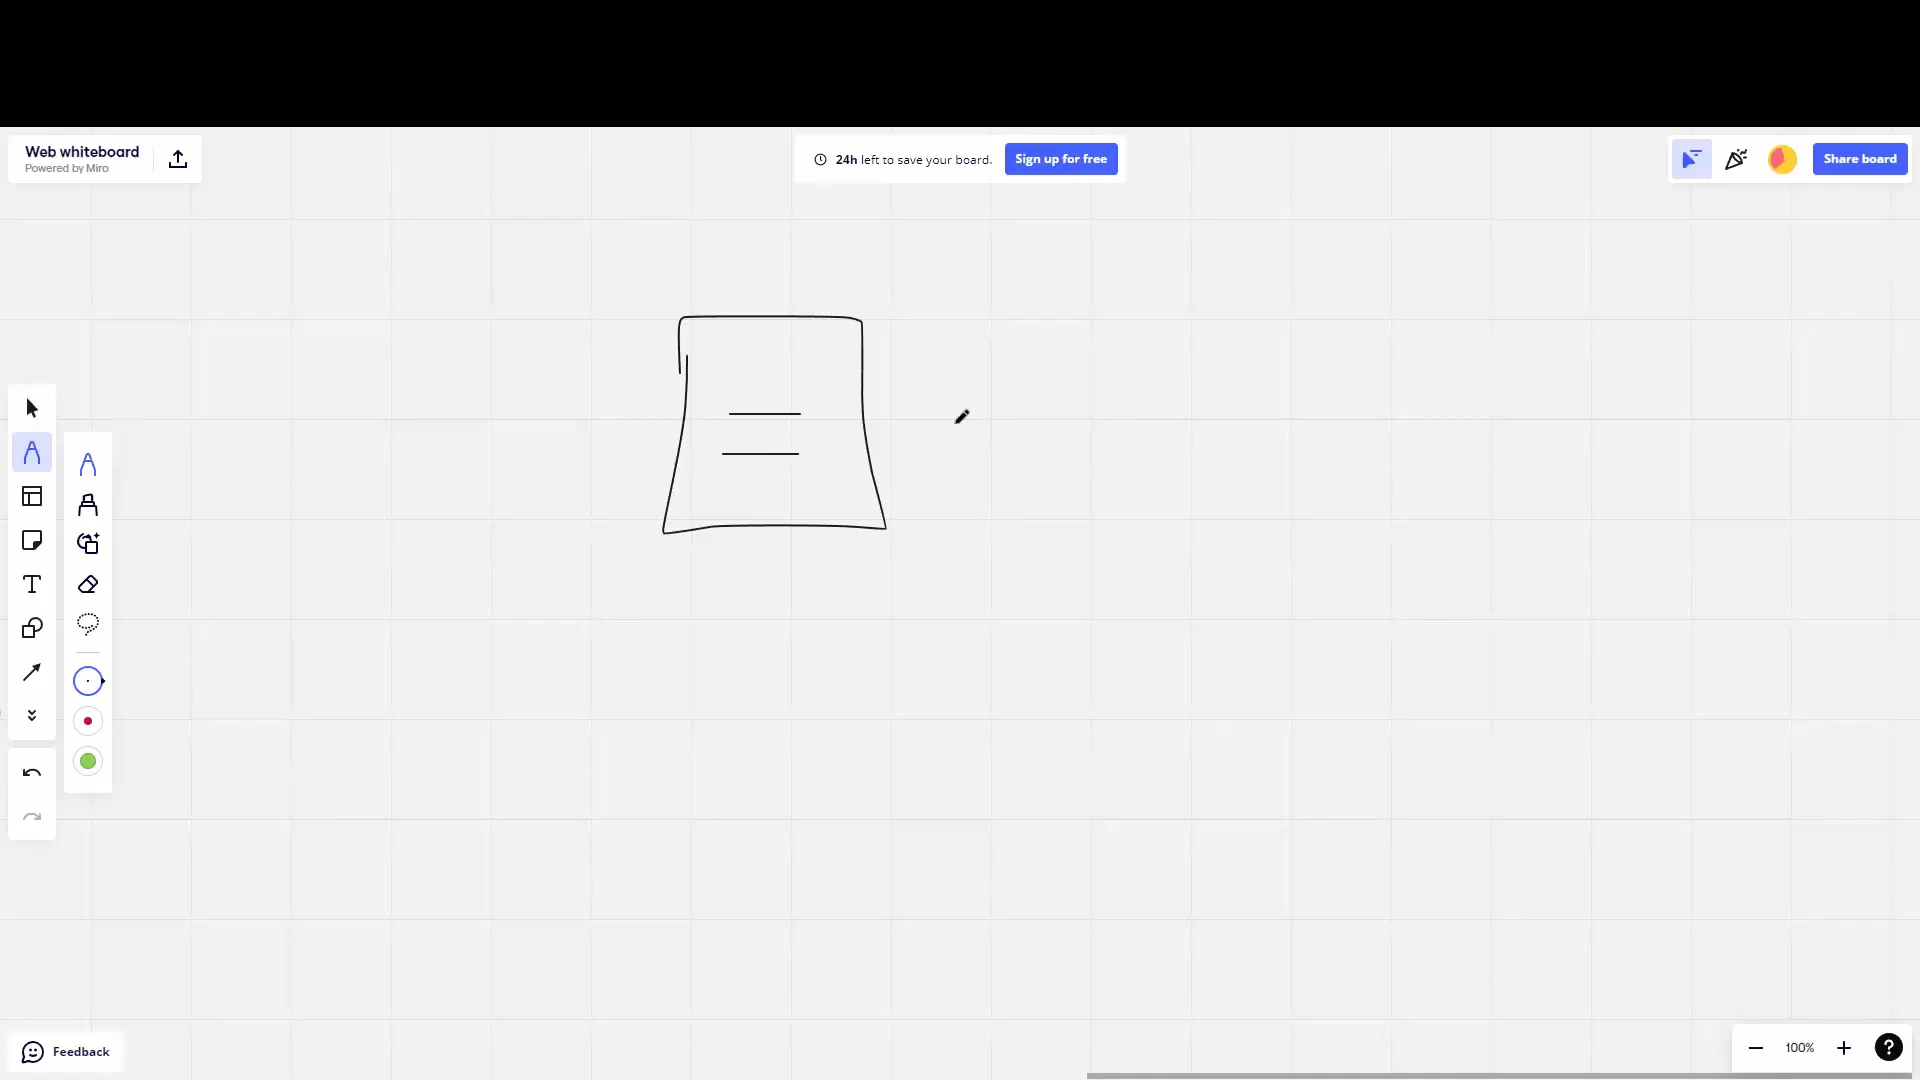 Web whiteboard
Powered by Miro
24h left to save your board.
Sign up for free
Share board
Feedback
100%